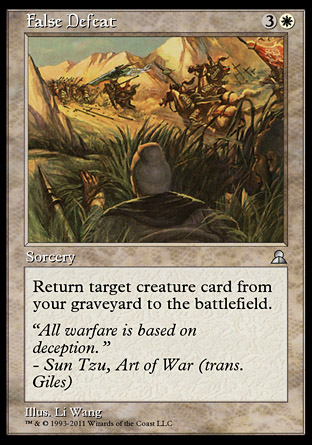 False Defeat 3
Sorcery
Return target creature card from
your graveyard to the battlefield.
“All warfare is based on
deception.”
- Sun Tzu, Art of War (trans.
Giles)
Illus. Li Wang
™ & © 1993-2011 Wizards of the Coast LLC